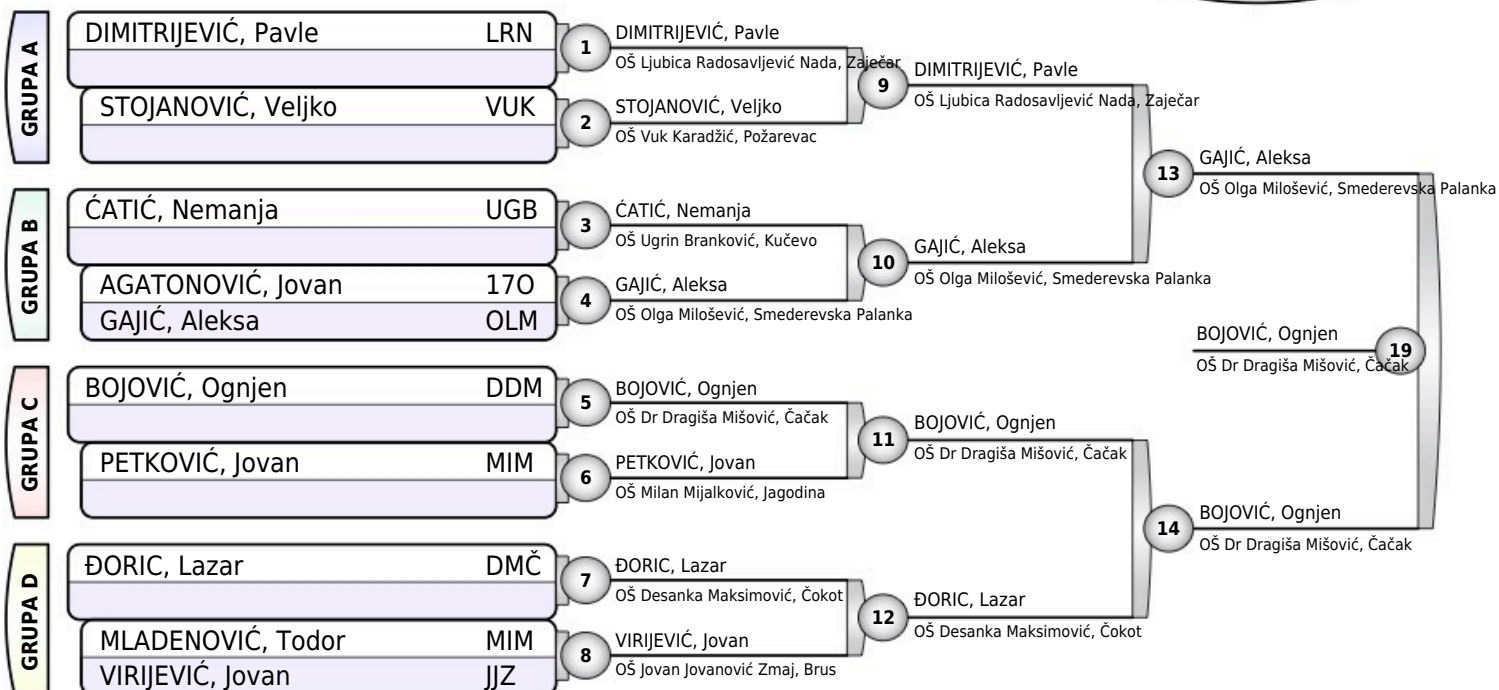 GRUPA A
DIMITRIJEVIĆ, Pavle LRN
STOJANOVIĆ, Veljko VUK
1
DIMITRIJEVIĆ, Pavle
OŠ Ljubica Radosavljević Nada, Zaječar
2
STOJANOVIĆ, Veljko
OŠ Vuk Karadžić, Požarevac
9
DIMITRIJEVIĆ, Pavle
OŠ Ljubica Radosavljević Nada, Zaječar
GRUPA B
ĆATIĆ, Nemanja UGB
AGATONOVIĆ, Jovan 17O
GAJIĆ, Aleksa OLM
3
ĆATIĆ, Nemanja
OŠ Ugrin Branković, Kučevo
4
GAJIĆ, Aleksa
OŠ Olga Milošević, Smederevska Palanka
10
GAJIĆ, Aleksa
OŠ Olga Milošević, Smederevska Palanka
13
GAJIĆ, Aleksa
OŠ Olga Milošević, Smederevska Palanka
GRUPA C
BOJOVIĆ, Ognjen DDM
PETKOVIĆ, Jovan MIM
5
BOJOVIĆ, Ognjen
OŠ Dr Dragiša Mišović, Čačak
6
PETKOVIĆ, Jovan
OŠ Milan Mijalković, Jagodina
11
BOJOVIĆ, Ognjen
OŠ Dr Dragiša Mišović, Čačak
GRUPA D
ĐORIC, Lazar DMČ
MLADENOVIĆ, Todor MIM
VIRIJEVIĆ, Jovan JJZ
7
ĐORIC, Lazar
OŠ Desanka Maksimović, Čokot
8
VIRIJEVIĆ, Jovan
OŠ Jovan Jovanović Zmaj, Brus
12
ĐORIC, Lazar
OŠ Desanka Maksimović, Čokot
14
BOJOVIĆ, Ognjen
OŠ Dr Dragiša Mišović, Čačak
BOJOVIĆ, Ognjen
OŠ Dr Dragiša Mišović, Čačak
19